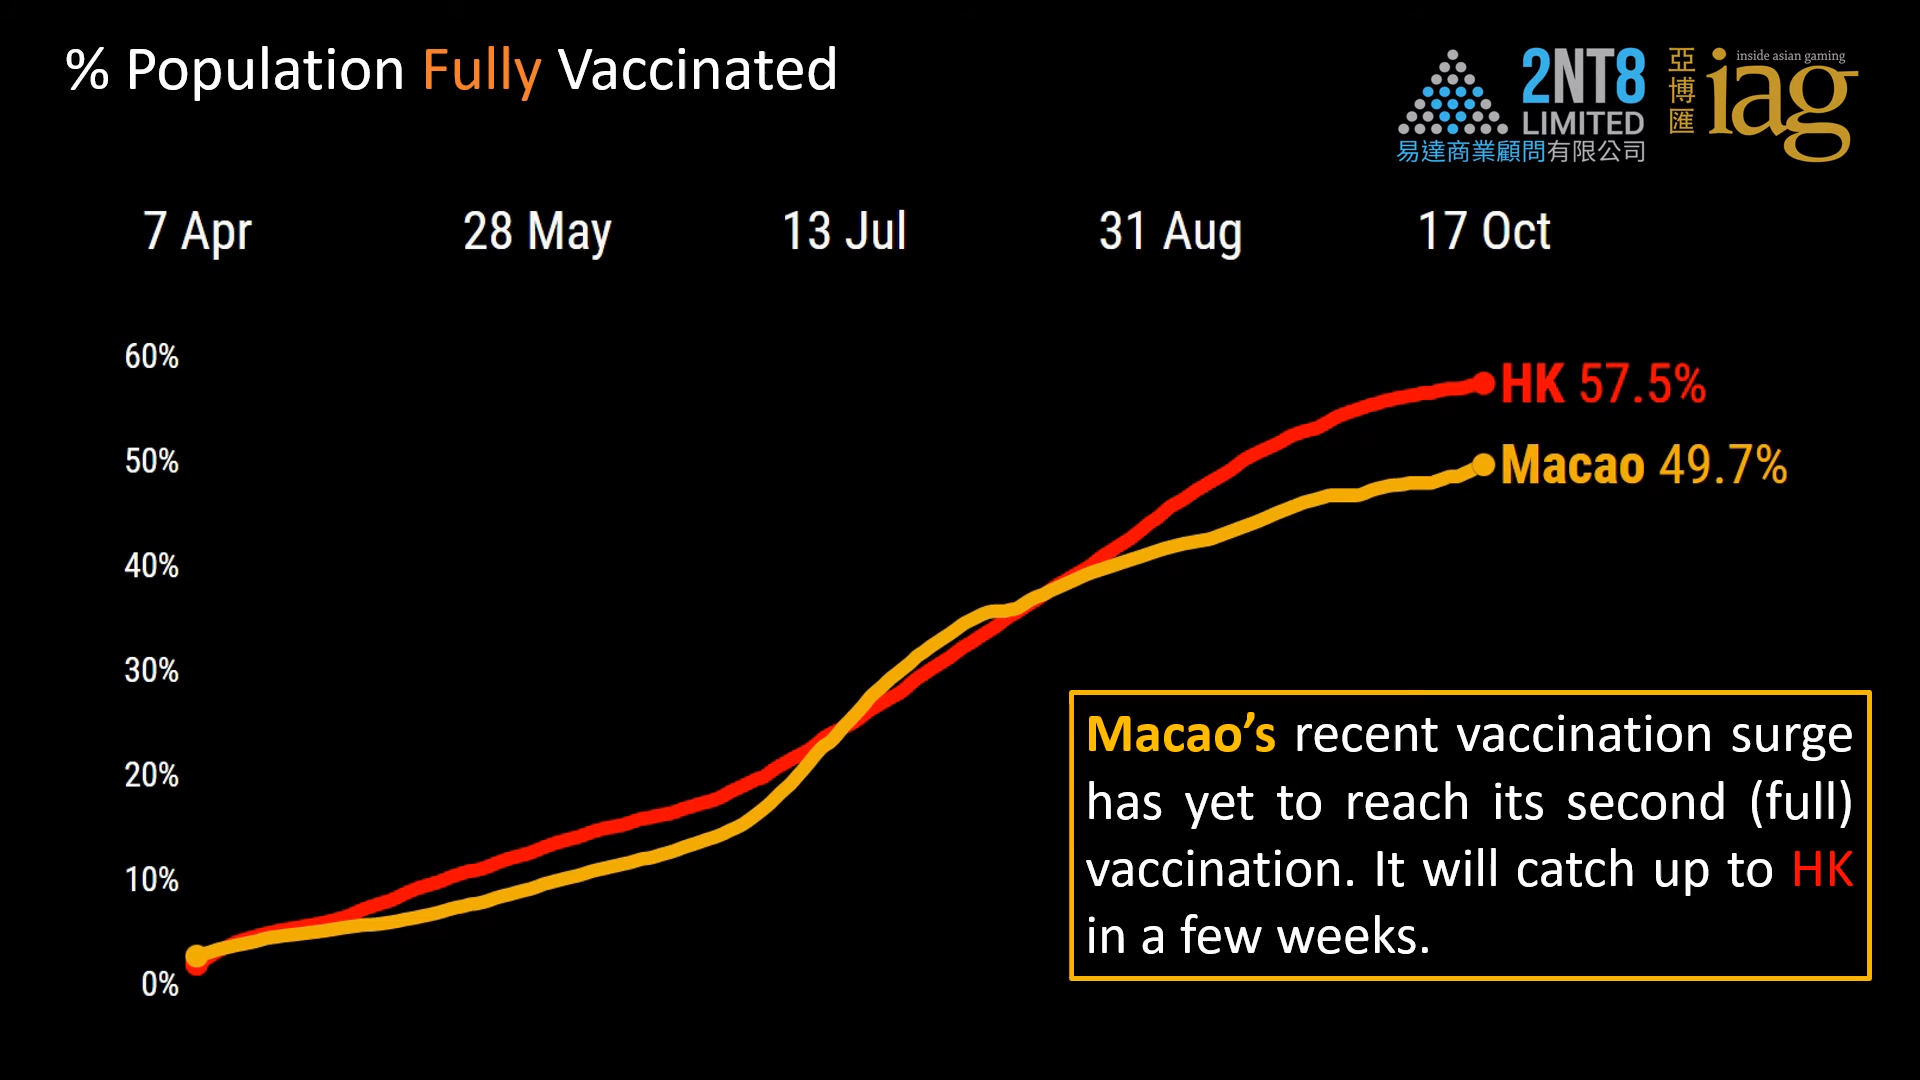 % Population Fully Vaccinated
2NT8
LIMITED
易達商業顧問有限公司
亞博匯
inside asian gaming
iag
7 Apr 28 May 13 Jul 31 Aug 17 Oct
60%
HK 57.5%
50%
Macao 49.7%
40%
30%
20%
10%
0%
Macao’s recent vaccination surge
has yet to reach its second (full)
vaccination. It will catch up to HK
in a few weeks.